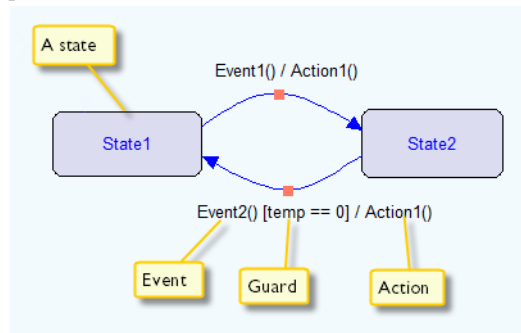 A state
Event1() / Action1()
State1
State2
Event2() [temp == 0] / Action1()
Event
Guard
Action